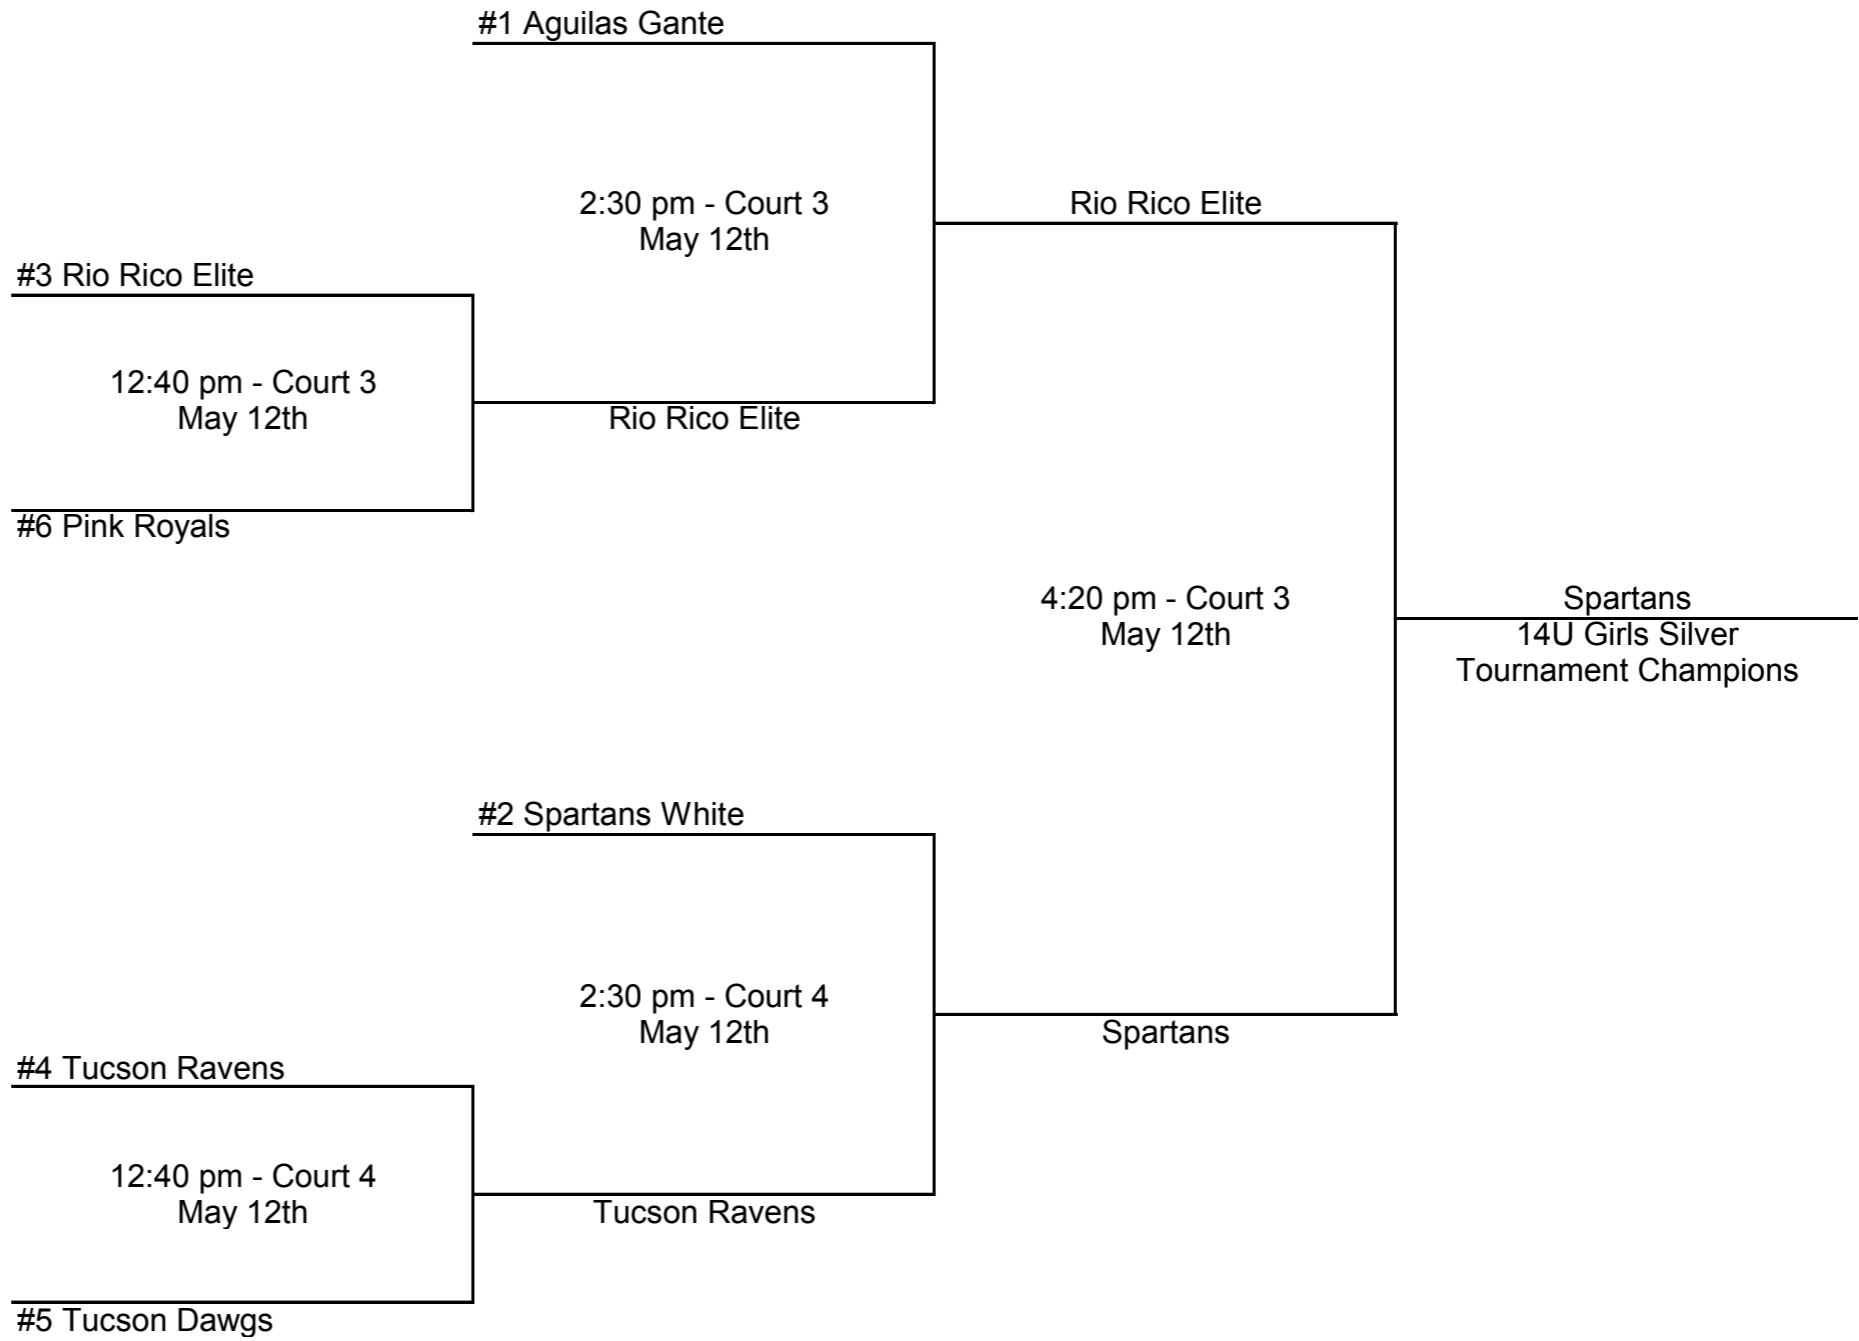 #1 Aguilas Gante
2:30 pm - Court 3
May 12th
Rio Rico Elite
#3 Rio Rico Elite
12:40 pm - Court 3
May 12th
Rio Rico Elite
#6 Pink Royals
4:20 pm - Court 3
May 12th
Spartans
14U Girls Silver
Tournament Champions
#2 Spartans White
2:30 pm - Court 4
May 12th
Spartans
#4 Tucson Ravens
12:40 pm - Court 4
May 12th
Tucson Ravens
#5 Tucson Dawgs